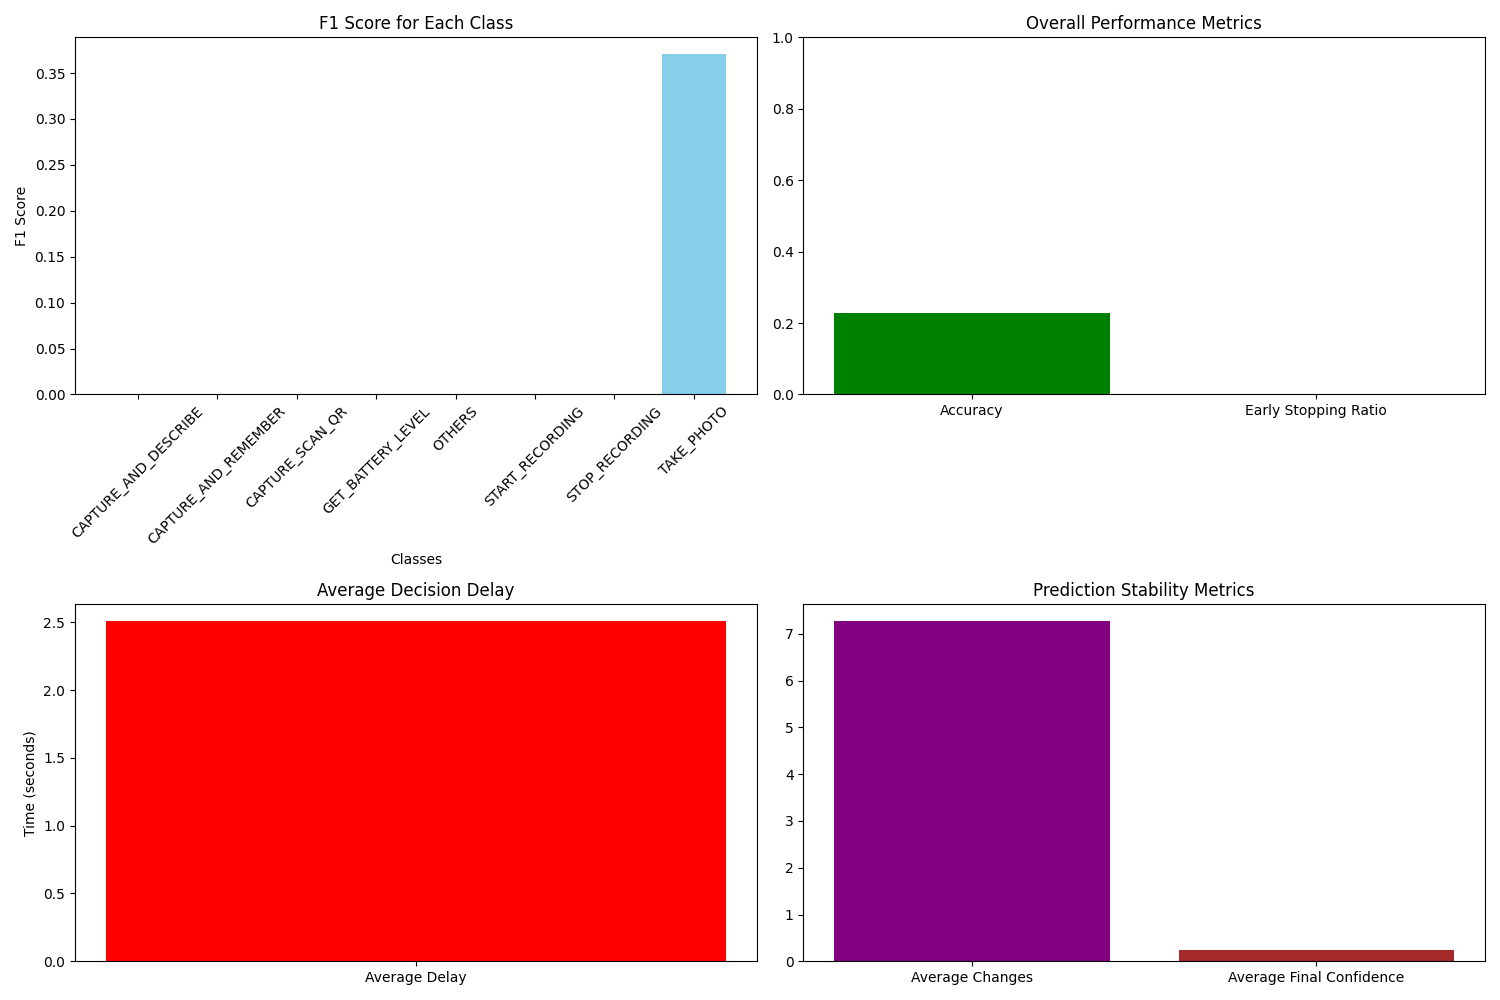 F1 Score for Each Class
F1 Score
0.35
0.30
0.25
0.20
0.15
0.10
0.05
0.00
CAPTURE_AND_DESCRIBE
CAPTURE_AND_REMEMBER
CAPTURE_SCAN_QR
GET_BATTERY_LEVEL
OTHERS
START_RECORDING
STOP_RECORDING
TAKE_PHOTO
Classes
Overall Performance Metrics
1.0
0.8
0.6
0.4
0.2
0.0
Accuracy
Early Stopping Ratio
Average Decision Delay
Time (seconds)
2.5
2.0
1.5
1.0
0.5
0.0
Average Delay
Prediction Stability Metrics
7
6
5
4
3
2
1
0
Average Changes
Average Final Confidence